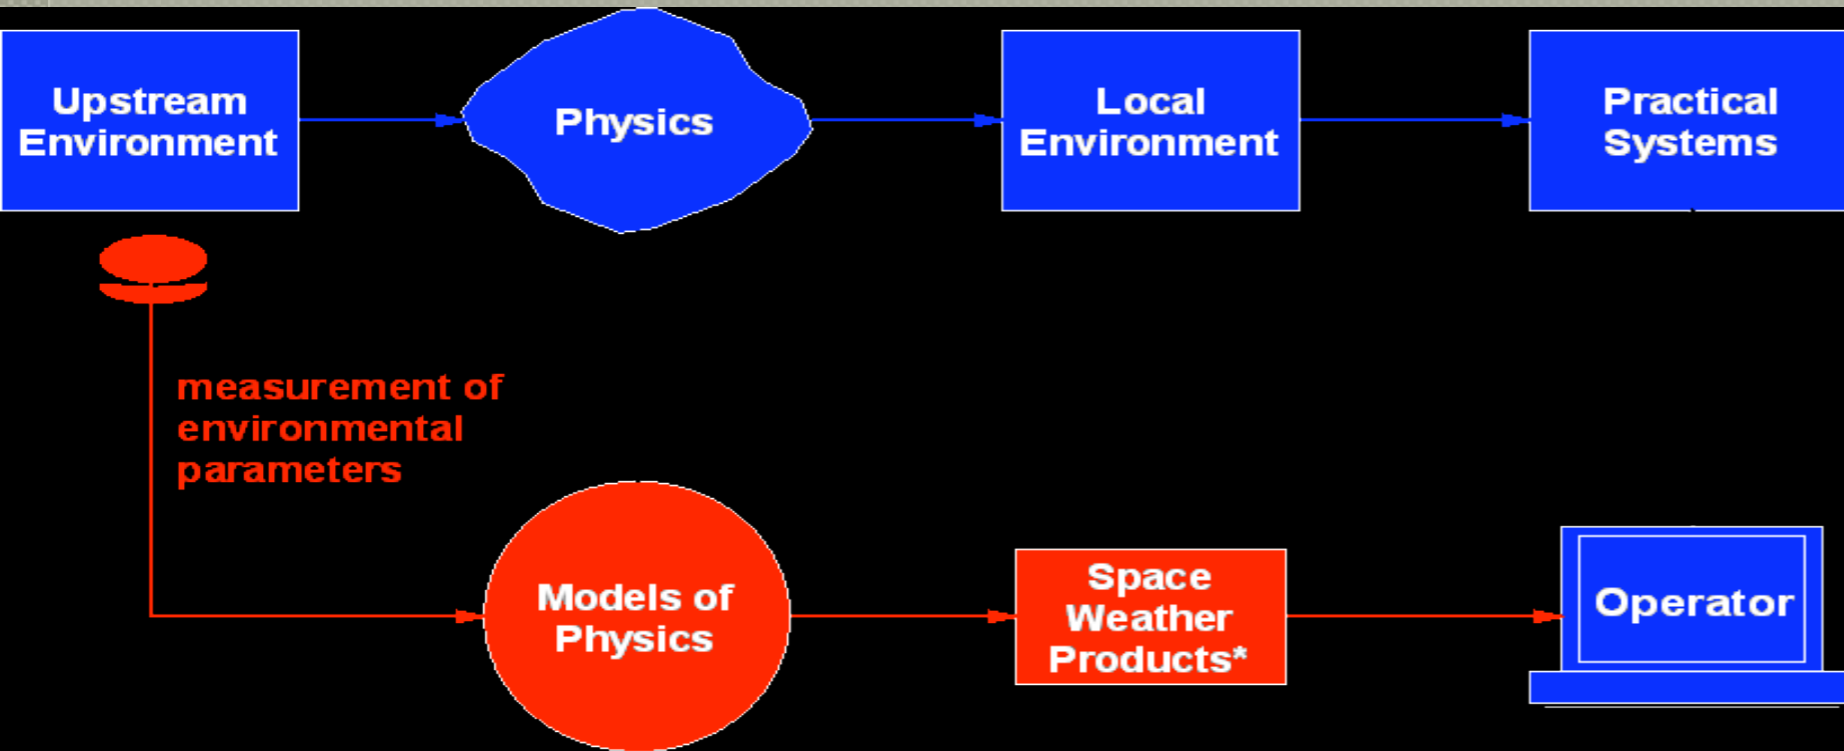 Upstream
Environment
Physics
Local
Environment
Practical
Systems
measurement of
environmental
parameters
Models of
Physics
Space
Weather
Products*
Operator